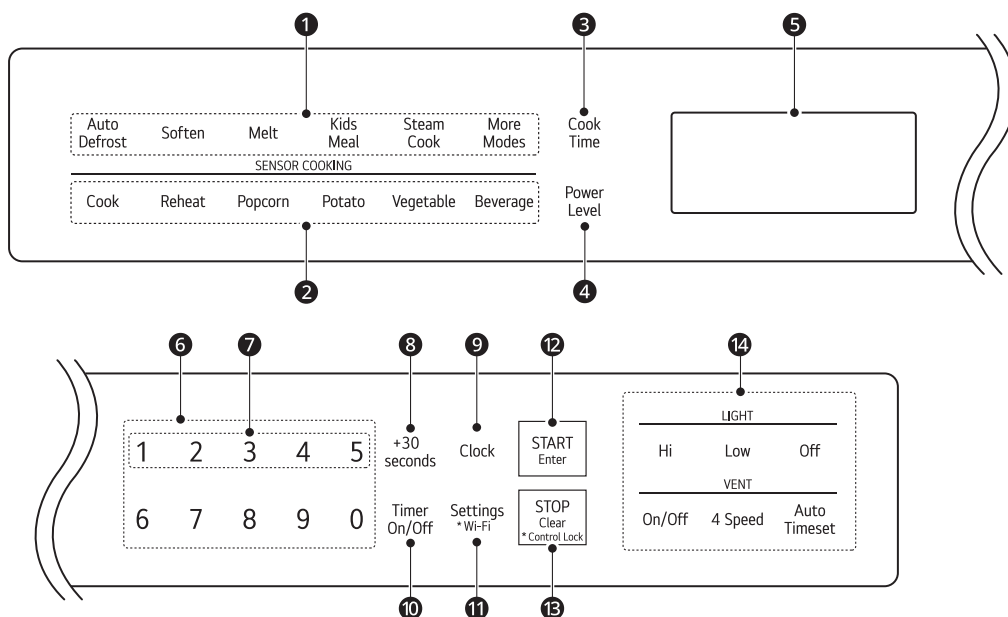 1 3 5
Auto Defrost Soften Melt Kids Meal Steam Cook More Modes
Cook Time
SENSOR COOKING
Cook Reheat Popcorn Potato Vegetable Beverage
Power Level
2 4
6 7 8 9 12 14
1 2 3 4 5
+30 seconds
Clock
START
Enter
LIGHT
Hi Low Off
VENT
6 7 8 9 0
Timer On/Off
Settings
* Wi-Fi
STOP
Clear
* Control Lock
On/Off 4 Speed Auto Timeset
10 11 13